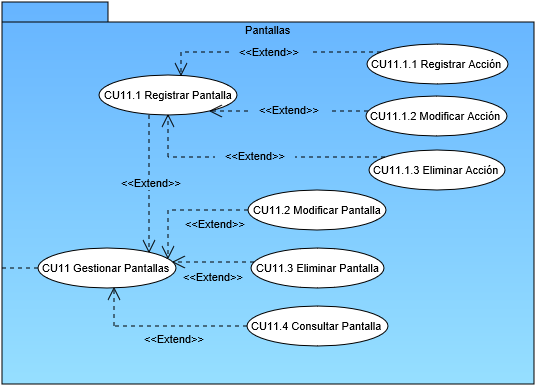 Pantallas
<<Extend>>
CU11.1.1 Registrar Acción
CU11.1 Registrar Pantalla
<<Extend>>
CU11.1.2 Modificar Acción
<<Extend>>
CU11.1.3 Eliminar Acción
<<Extend>>
CU11.2 Modificar Pantalla
<<Extend>>
CU11 Gestionar Pantallas
CU11.3 Eliminar Pantalla
<<Extend>>
CU11.4 Consultar Pantalla
<<Extend>>